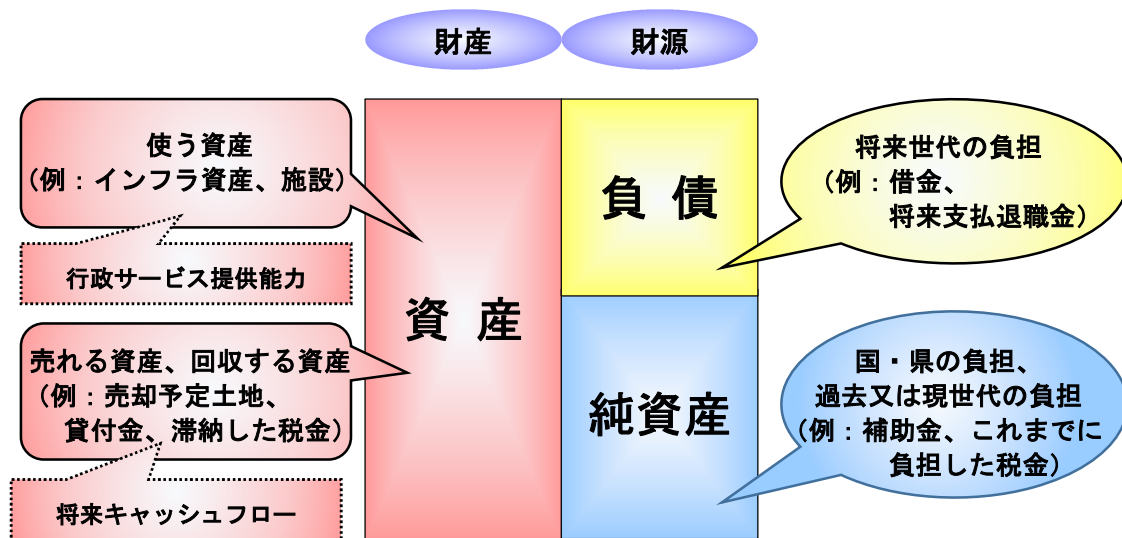 財産
財源
使う資産
（例：インフラ資産、施設）
行政サービス提供能力
売れる資産、回収する資産
（例：売却予定土地、
貸付金、滞納した税金）
将来キャッシュフロー
資 産
負 債
純資産
将来世代の負担
（例：借金、
将来支払退職金）
国・県の負担、
過去又は現世代の負担
（例：補助金、これまでに
負担した税金）